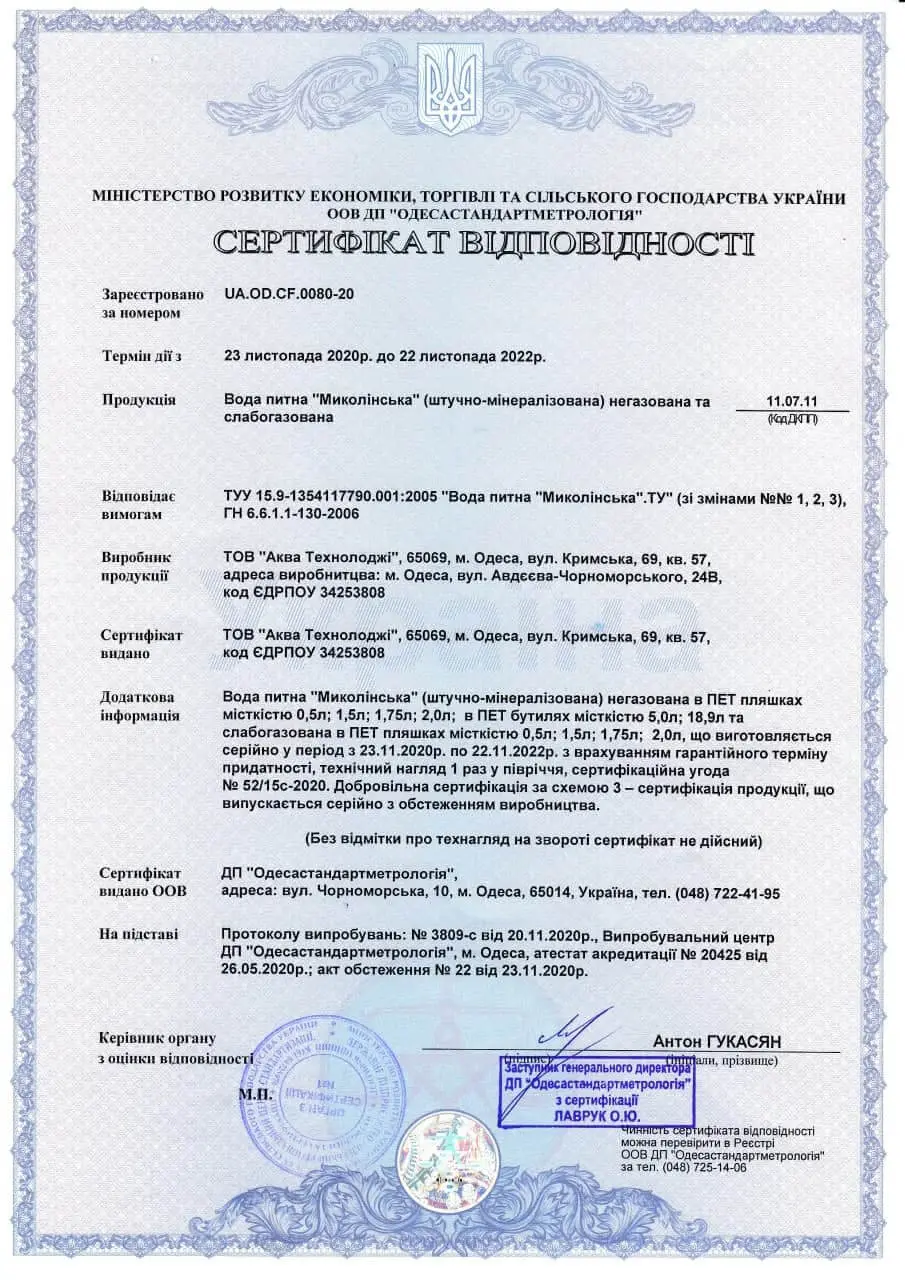 МІНІСТЕРСТВО РОЗВИТКУ ЕКОНОМІКИ, ТОРГІВЛІ ТА СІЛЬСЬКОГО ГОСПОДАРСТВА УКРАЇНИ
ООВ ДП "ОДЕСАСТАНДАРТМЕТРОЛОГІЯ"
СЕРТИФІКАТ ВІДПОВІДНОСТІ
Зареєстровано UA.OD.CF.0080-20
за номером
Термін дії з 23 листопада 2020р. до 22 листопада 2022р.
Продукція Вода питна "Миколінська" (штучно-мінералізована) негазована та 11.07.11
слабогазована (Код ДКПП)
Відповідає ТУУ 15.9-1354117790.001:2005 "Вода питна "Миколінська".ТУ" (зі змінами №№ 1, 2, 3),
вимогам ГН 6.6.1.1-130-2006
Виробник ТОВ "Аква Технолоджі", 65069, м. Одеса, вул. Кримська, 69, кв. 57,
продукції адреса виробнитцва: м. Одеса, вул. Авдєєва-Чорноморського, 24В,
код ЄДРПОУ 34253808
Україна
Сертифікат ТОВ "Аква Технолоджі", 65069, м. Одеса, вул. Кримська, 69, кв. 57,
видано код ЄДРПОУ 34253808
Додаткова Вода питна "Миколінська" (штучно-мінералізована) негазована в ПЕТ пляшках
інформація місткістю 0,5л; 1,5л; 1,75л; 2,0л; в ПЕТ бутилях місткістю 5,0л; 18,9л та
слабогазована в ПЕТ пляшках місткістю 0,5л; 1,5л; 1,75л; 2,0л, що виготовляється
серійно у період з 23.11.2020р. по 22.11.2022р. з врахуванням гарантійного терміну
придатності, технічний нагляд 1 раз у півріччя, сертифікаційна угода
№ 52/15с-2020. Добровільна сертифікація за схемою 3 – сертифікація продукції, що
випускається серійно з обстеженням виробництва.
(Без відмітки про технагляд на звороті сертифікат не дійсний)
Сертифікат ДП "Одесастандартметрологія",
видано ООВ адреса: вул. Чорноморська, 10, м. Одеса, 65014, Україна, тел. (048) 722-41-95
На підставі Протоколу випробувань: № 3809-с від 20.11.2020р., Випробувальний центр
ДП "Одесастандартметрологія", м. Одеса, атестат акредитації № 20425 від
26.05.2020р.; акт обстеження № 22 від 23.11.2020р.
Керівник органу Антон ГУКАСЯН
з оцінки відповідності (підпис) (ініціали, прізвище)
Заступник генерального директора
ДП "Одесастандартметрологія"
з сертифікації
ЛАВРУК О.Ю.
М.П.
ОРГАН З
СЕРТИФІКАЦІЇ
№1
Чинність сертифіката відповідності
можна перевірити в Реєстрі
ООВ ДП "Одесастандартметрологія"
за тел. (048) 725-14-06